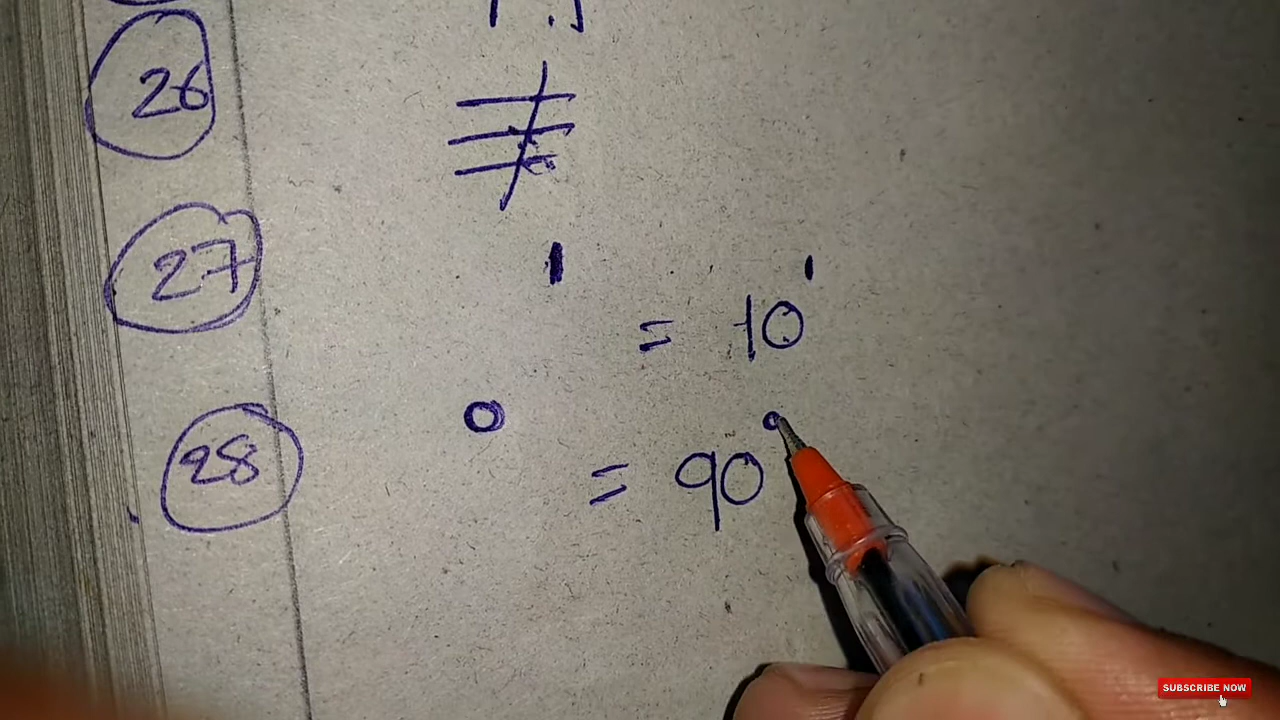 26 ≢
27 ' = 10'
28 ° = 90°
SUBSCRIBE NOW